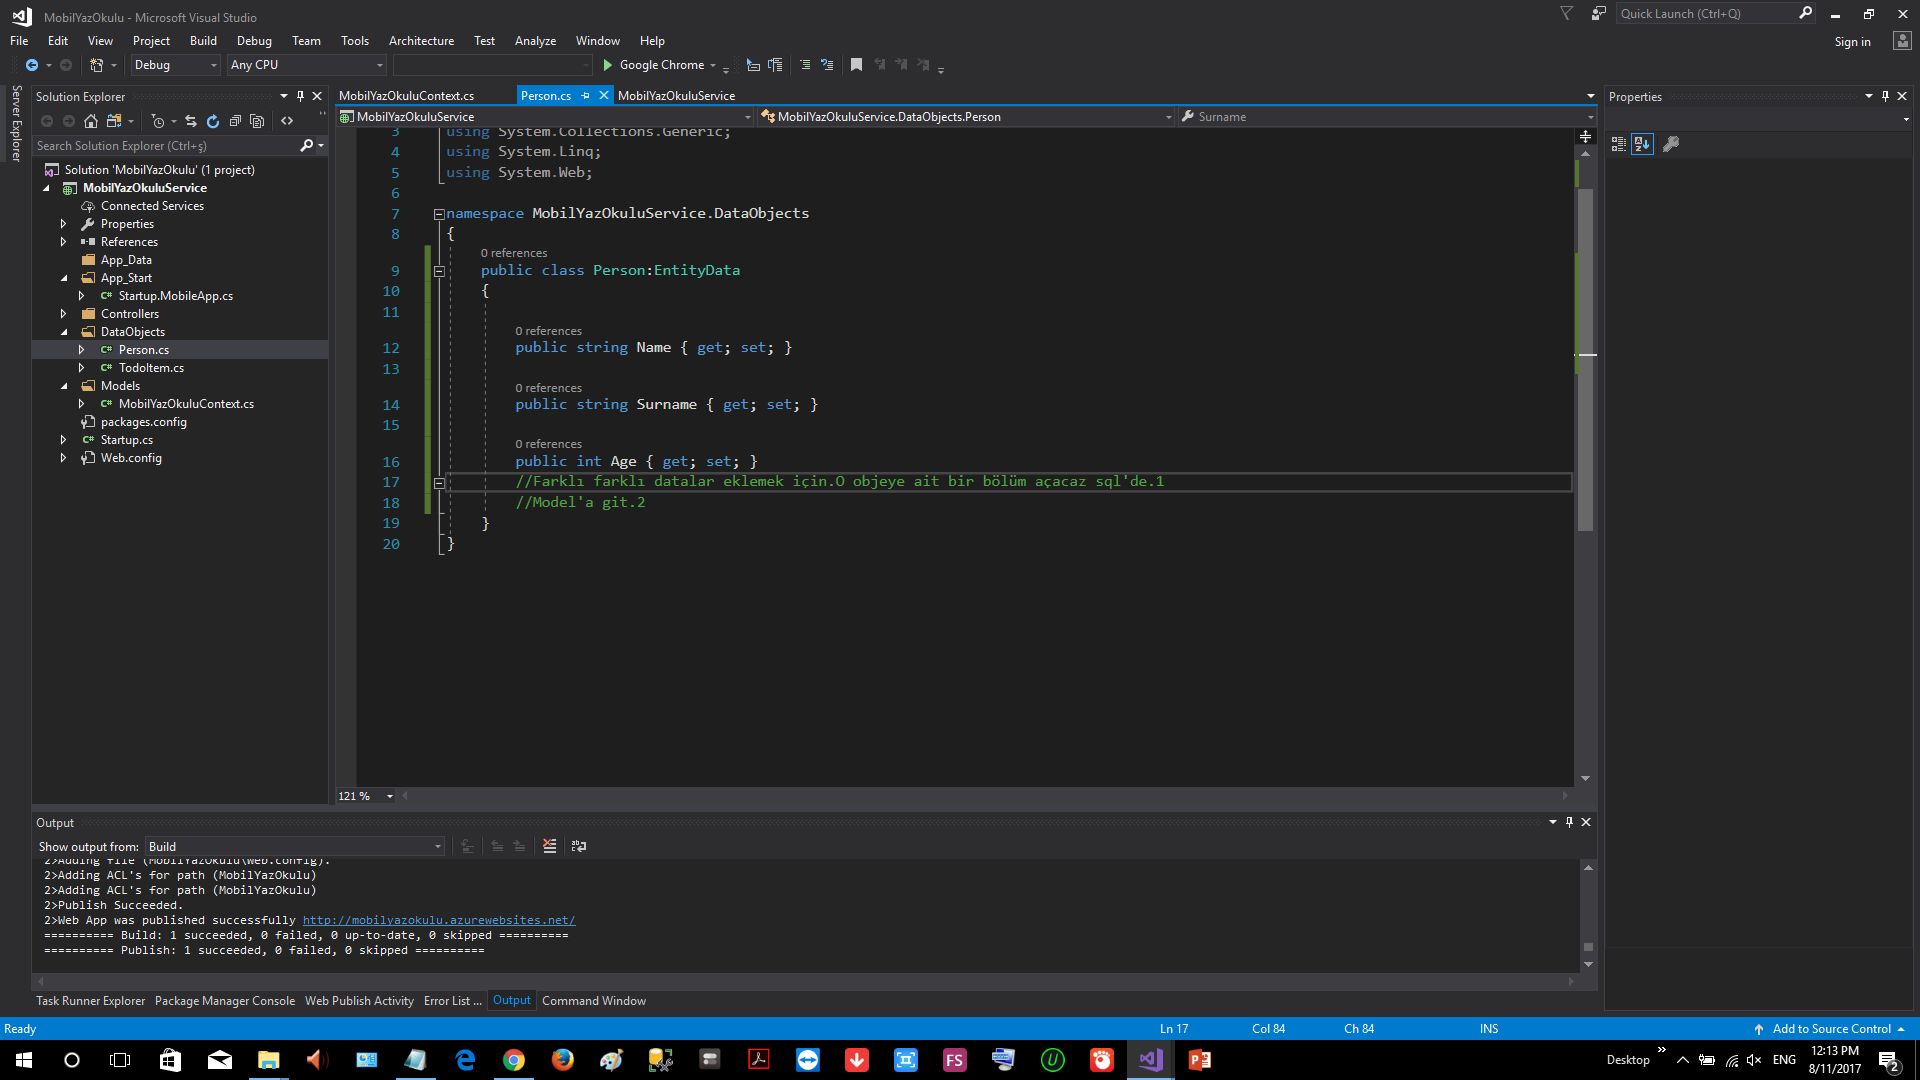 MobilYazOkulu - Microsoft Visual Studio
Quick Launch (Ctrl+Q)
File Edit View Project Build Debug Team Tools Architecture Test Analyze Window Help
Sign in
Debug Any CPU Google Chrome
Server Explorer
Solution Explorer
Search Solution Explorer (Ctrl+ş)
Solution 'MobilYazOkulu' (1 project)
MobilYazOkuluService
Connected Services
Properties
References
App_Data
App_Start
C# Startup.MobileApp.cs
Controllers
DataObjects
C# Person.cs
C# TodoItem.cs
Models
C# MobilYazOkuluContext.cs
packages.config
C# Startup.cs
Web.config
MobilYazOkuluContext.cs Person.cs MobilYazOkuluService
MobilYazOkuluService MobilYazOkuluService.DataObjects.Person Surname
3 using System.Collections.Generic;
4 using System.Linq;
5 using System.Web;
6
7 namespace MobilYazOkuluService.DataObjects
8 {
0 references
9 public class Person:EntityData
10 {
11
0 references
12 public string Name { get; set; }
13
0 references
14 public string Surname { get; set; }
15
0 references
16 public int Age { get; set; }
17 //Farklı farklı datalar eklemek için.O objeye ait bir bölüm açacaz sql'de.1
18 //Model'a git.2
19 }
20 }
121 %
Properties
Output
Show output from: Build
2>Adding file (MobilYazOkulu\Web.config).
2>Adding ACL's for path (MobilYazOkulu)
2>Adding ACL's for path (MobilYazOkulu)
2>Publish Succeeded.
2>Web App was published successfully http://mobilyazokulu.azurewebsites.net/
========== Build: 1 succeeded, 0 failed, 0 up-to-date, 0 skipped ==========
========== Publish: 1 succeeded, 0 failed, 0 skipped ==========
Task Runner Explorer Package Manager Console Web Publish Activity Error List ... Output Command Window
Ready Ln 17 Col 84 Ch 84 INS Add to Source Control
FS Desktop ENG 12:13 PM
8/11/2017
2